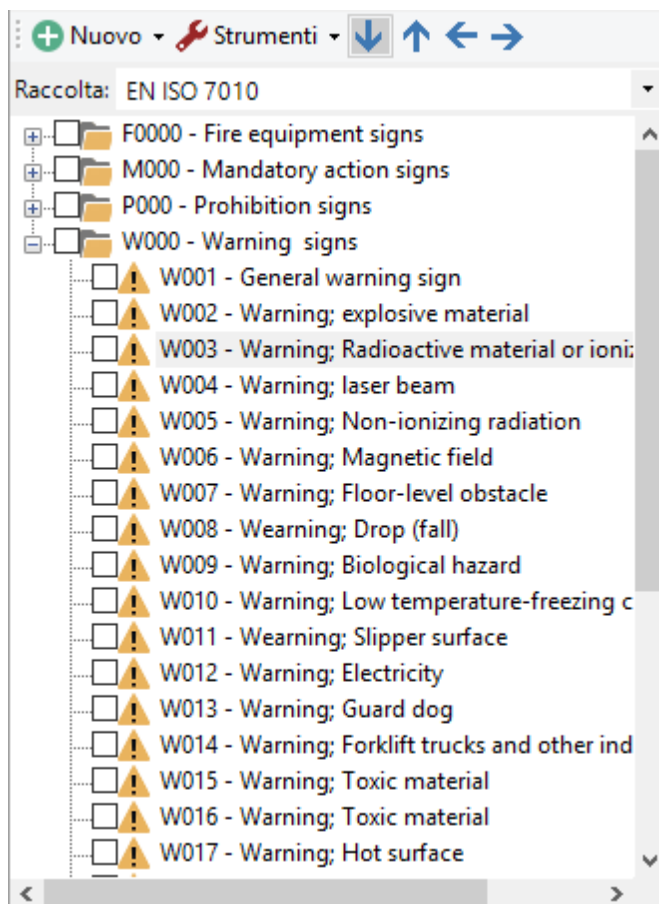 Nuovo Strumenti
Raccolta: EN ISO 7010
F0000 - Fire equipment signs
M000 - Mandatory action signs
P000 - Prohibition signs
W000 - Warning signs
W001 - General warning sign
W002 - Warning; explosive material
W003 - Warning; Radioactive material or ioniz
W004 - Warning; laser beam
W005 - Warning; Non-ionizing radiation
W006 - Warning; Magnetic field
W007 - Warning; Floor-level obstacle
W008 - Wearning; Drop (fall)
W009 - Warning; Biological hazard
W010 - Warning; Low temperature-freezing c
W011 - Wearning; Slipper surface
W012 - Warning; Electricity
W013 - Warning; Guard dog
W014 - Warning; Forklift trucks and other ind
W015 - Warning; Toxic material
W016 - Warning; Toxic material
W017 - Warning; Hot surface